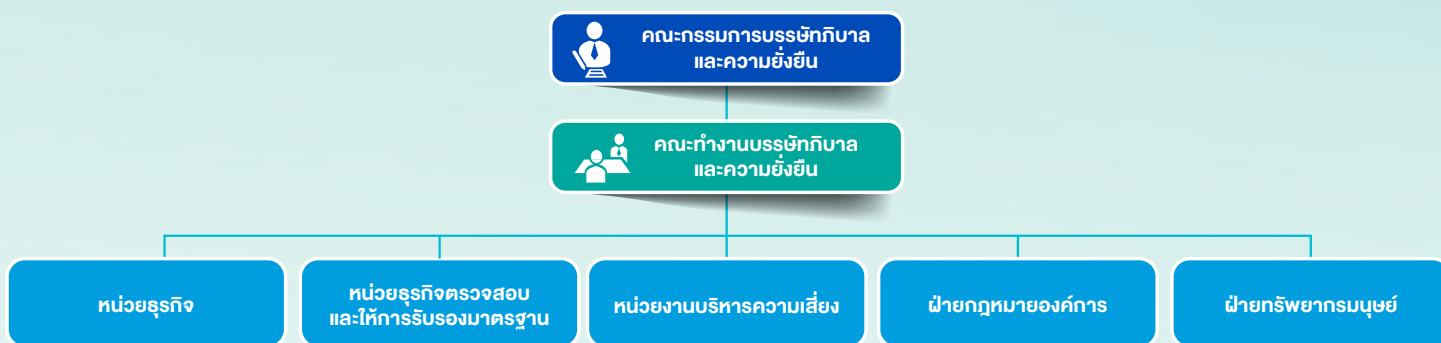 คณะกรรมการบรรษัทภิบาล
และความยั่งยืน
คณะทำงานบรรษัทภิบาล
และความยั่งยืน
หน่วยธุรกิจ
หน่วยธุรกิจตรวจสอบ
และให้การรับรองมาตรฐาน
หน่วยงานบริหารความเสี่ยง
ฝ่ายกฎหมายองค์การ
ฝ่ายทรัพยากรมนุษย์